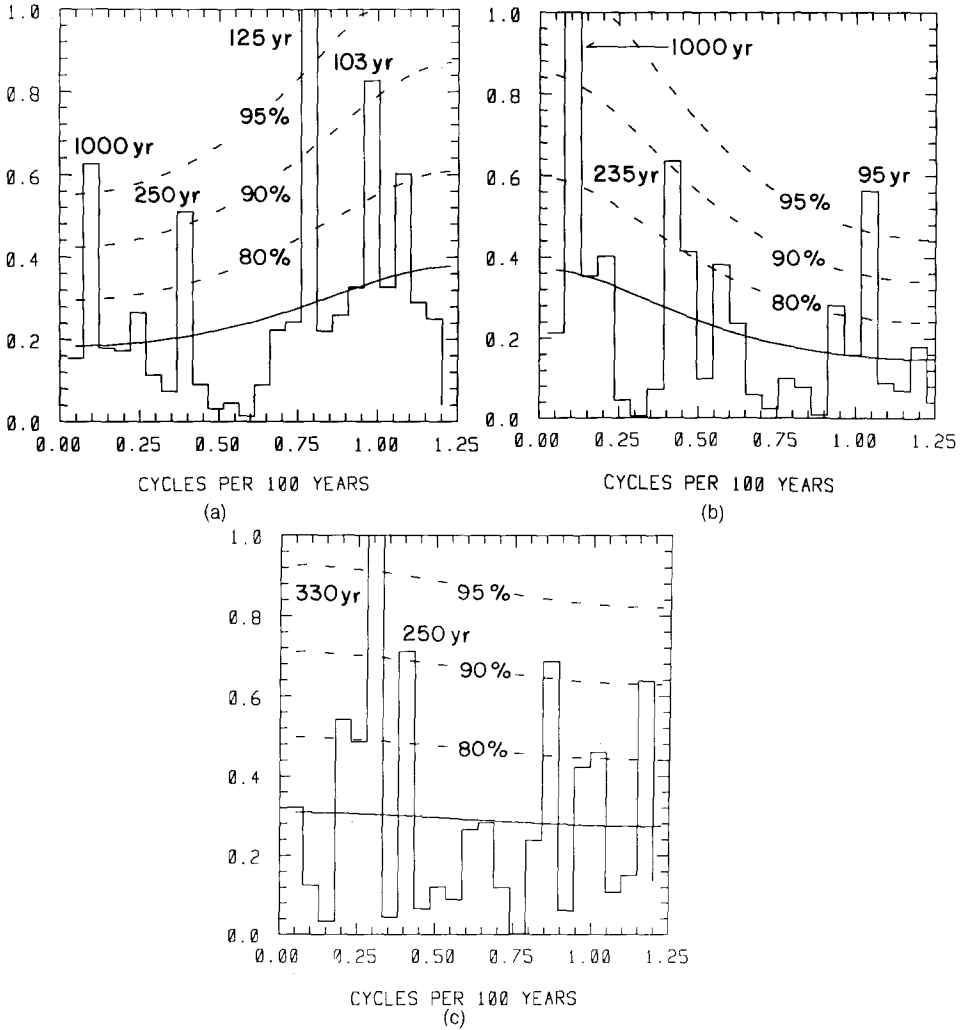 1.0
0.8
0.6
0.4
0.2
0.0
125 yr
103 yr
95%
1000 yr
250 yr
90%
80%
0.00 0.25 0.50 0.75 1.00 1.25
CYCLES PER 100 YEARS
(a)
1.0
0.8
0.6
0.4
0.2
0.0
1000 yr
235 yr
95 yr
95%
90%
80%
0.00 0.25 0.50 0.75 1.00 1.25
CYCLES PER 100 YEARS
(b)
1.0
0.8
0.6
0.4
0.2
0.0
330 yr
95%
250 yr
90%
80%
0.00 0.25 0.50 0.75 1.00 1.25
CYCLES PER 100 YEARS
(c)